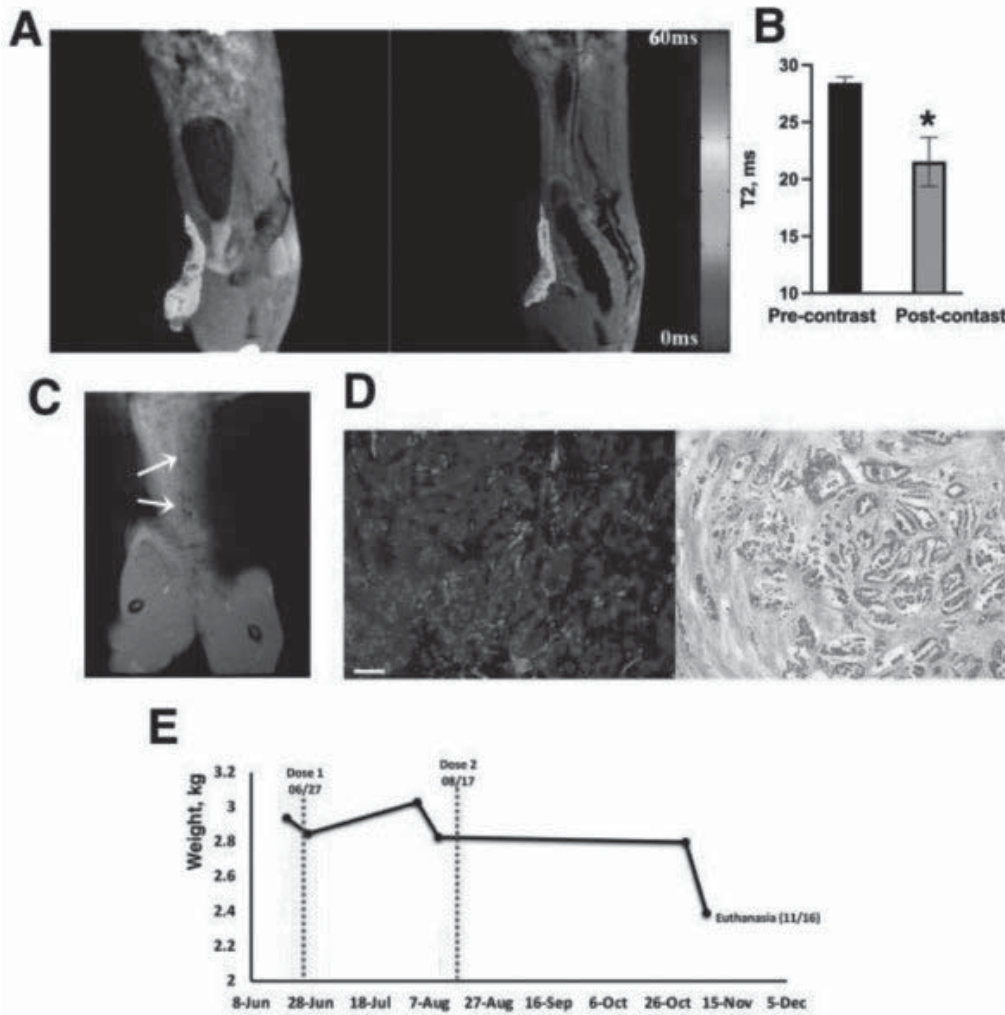 A
60ms
0ms
B
30
25
20
15
10
T2, ms
*
Pre-contrast Post-contast
C
D
E
Weight, kg
3.2
3
2.8
2.6
2.4
2.2
2
Dose 1
06/27
Dose 2
08/17
Euthanasia (11/16)
8-Jun 28-Jun 18-Jul 7-Aug 27-Aug 16-Sep 6-Oct 26-Oct 15-Nov 5-Dec